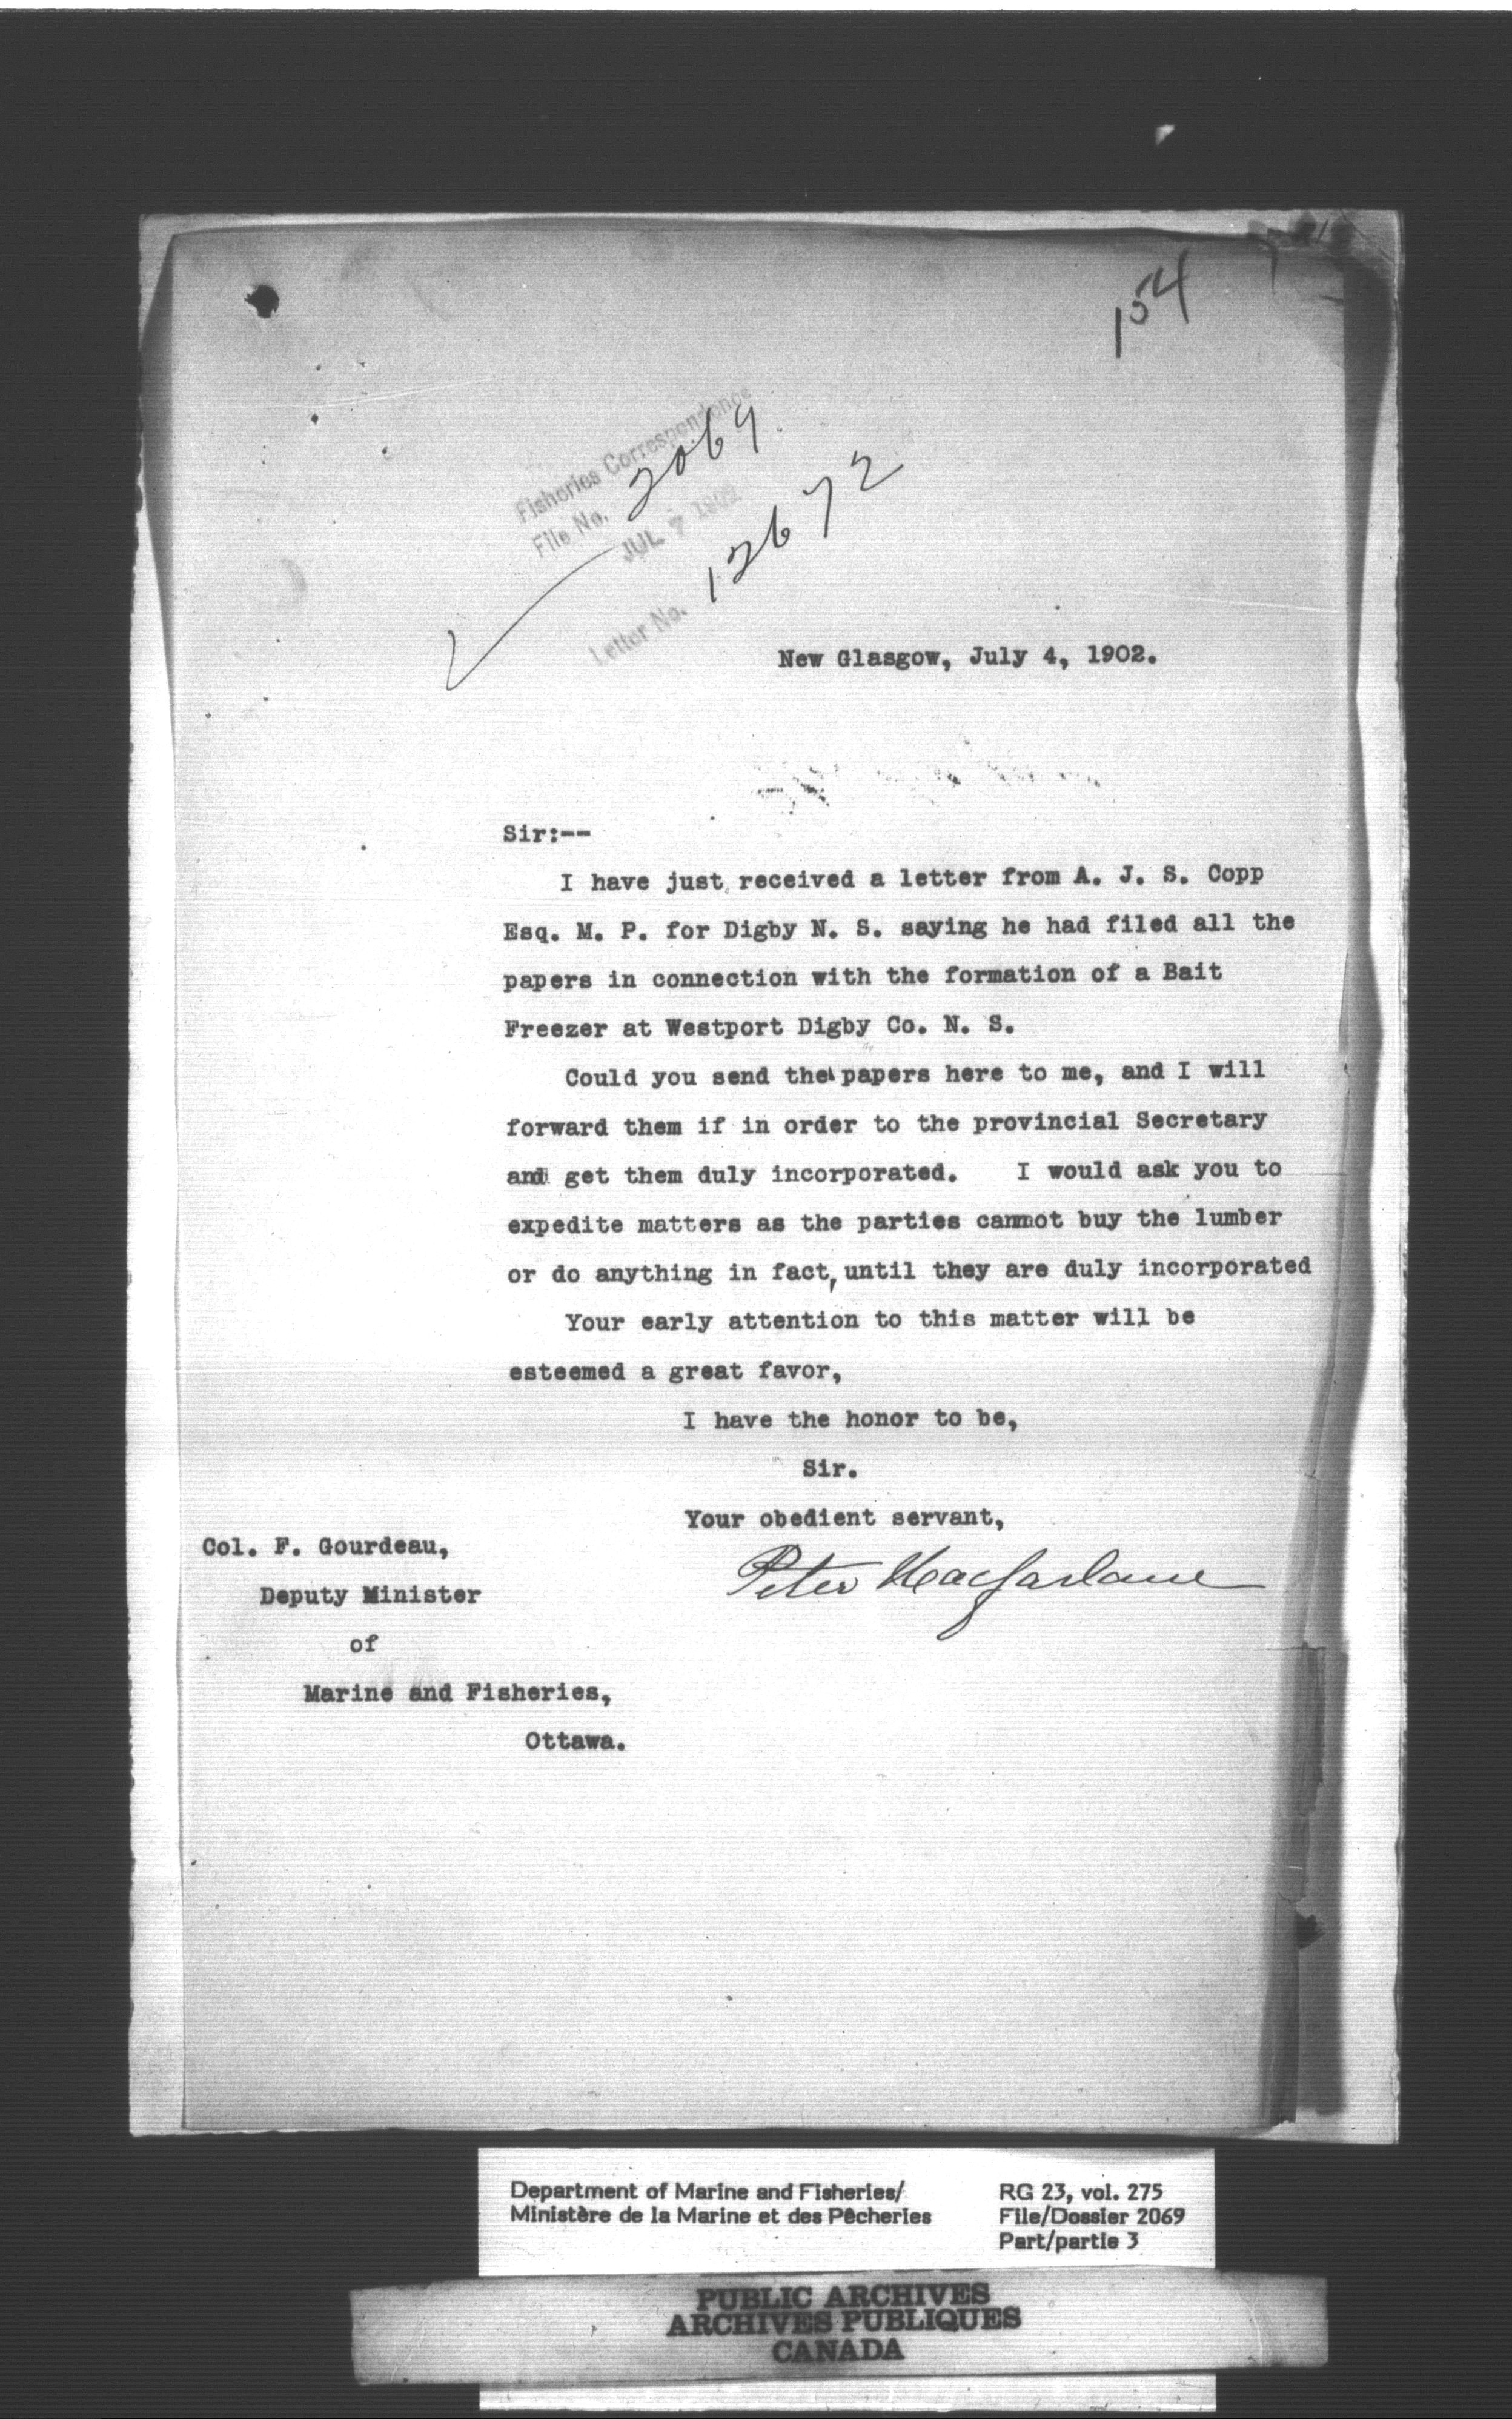 154
Fisheries Correspondence
File No. 2069
JUL 7 1902
Letter No. 12672
New Glasgow, July 4, 1902.
Sir:--
I have just received a letter from A. J. S. Copp
Esq. M. P. for Digby N. S. saying he had filed all the
papers in connection with the formation of a Bait
Freezer at Westport Digby Co. N. S.
Could you send the papers here to me, and I will
forward them if in order to the provincial Secretary
and get them duly incorporated. I would ask you to
expedite matters as the parties cannot buy the lumber
or do anything in fact, until they are duly incorporated
Your early attention to this matter will be
esteemed a great favor,
I have the honor to be,
Sir.
Your obedient servant,
Peter Macfarlane
Col. F. Gourdeau,
Deputy Minister
of
Marine and Fisheries,
Ottawa.
Department of Marine and Fisheries/
Ministère de la Marine et des Pêcheries
RG 23, vol. 275
File/Dossier 2069
Part/partie 3
PUBLIC ARCHIVES
ARCHIVES PUBLIQUES
CANADA